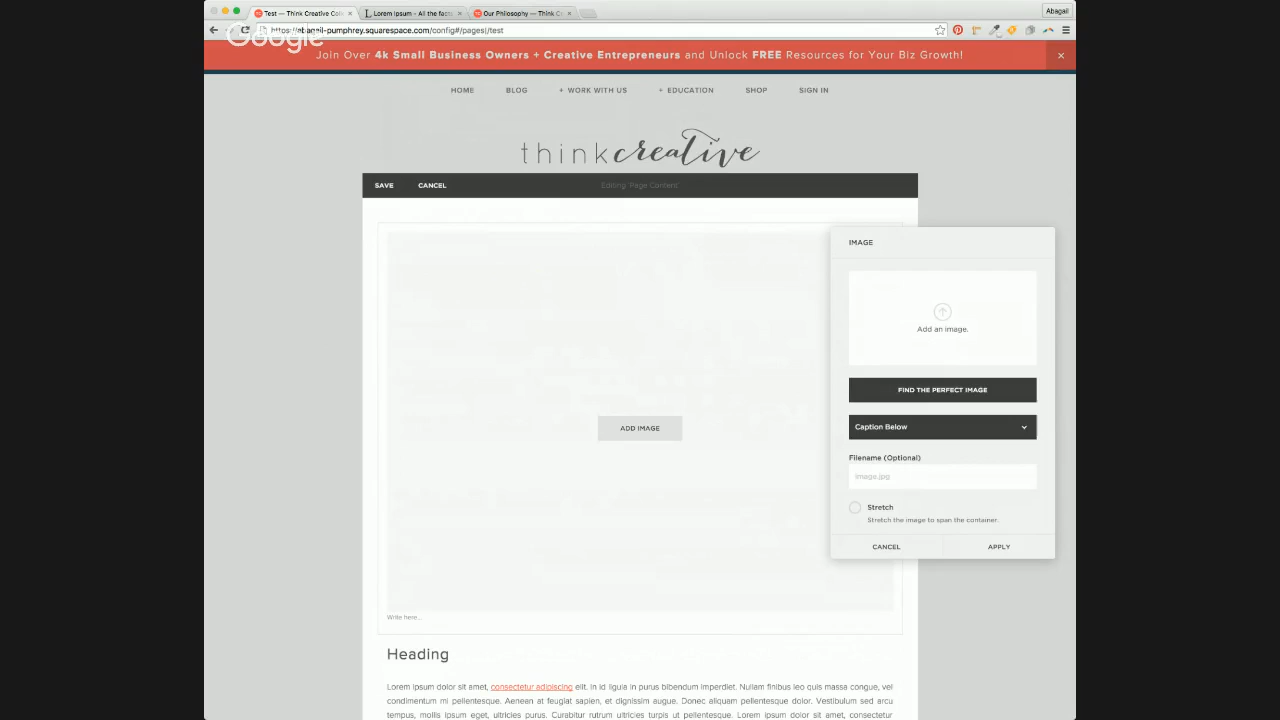 Test — Think Creative Coll
Lorem Ipsum - All the facts
Our Philosophy — Think C
Abagail
https://abagail-pumphrey.squarespace.com/config#/pages|/test
Google
Join Over 4k Small Business Owners + Creative Entrepreneurs and Unlock FREE Resources for Your Biz Growth!
HOME BLOG + WORK WITH US + EDUCATION SHOP SIGN IN
thinkcreative
SAVE CANCEL Editing 'Page Content'
IMAGE
Add an image.
FIND THE PERFECT IMAGE
Caption Below
ADD IMAGE
Filename (Optional)
image.jpg
Stretch
Stretch the image to span the container.
CANCEL APPLY
Write here...
Heading
Lorem ipsum dolor sit amet, consectetur adipiscing elit. In id ligula in purus bibendum imperdiet. Nullam finibus massa congue, vel
condimentum mi pellentesque. Aenean at feugiat sapien, et dignissim augue. Donec aliquam pellentesque dolor. Vestibulum sed arcu
tempus, mollis ipsum eget, ultricies purus. Curabitur rutrum ultricies turpis ut pellentesque. Lorem ipsum dolor sit amet, consectetur